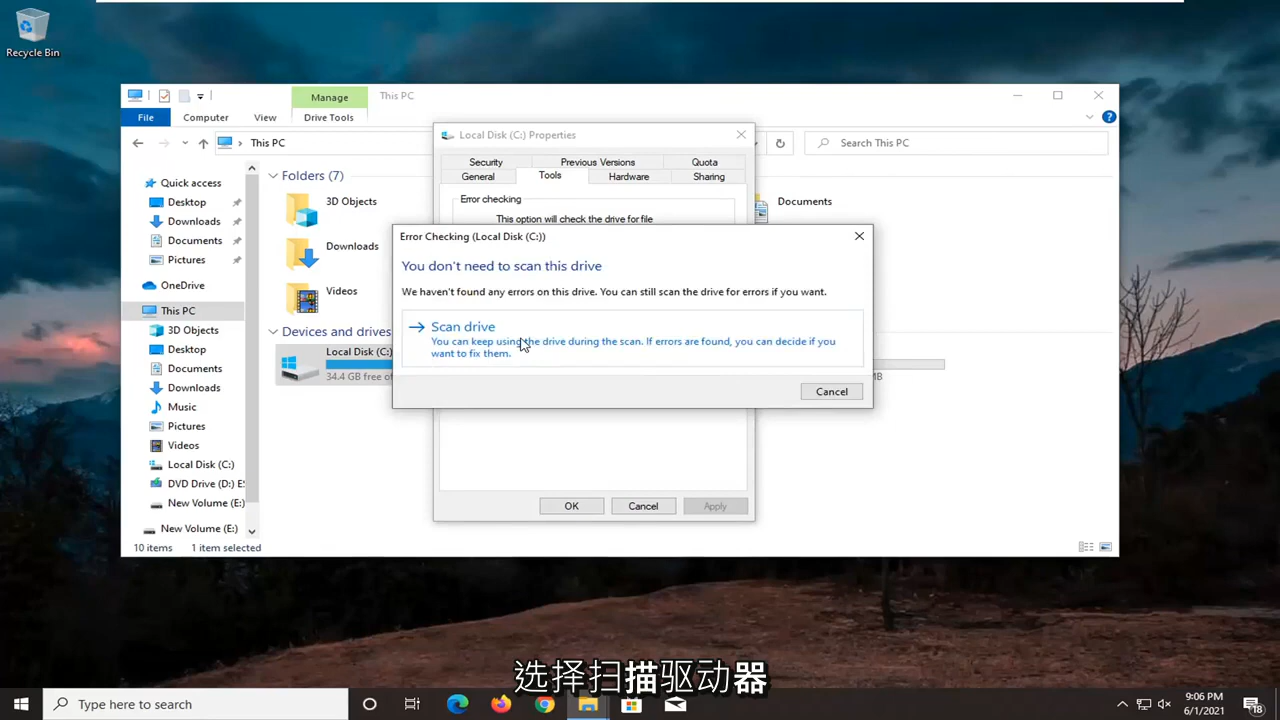 Recycle Bin
Manage
This PC
File
Computer
View
Drive Tools
This PC
Search This PC
Quick access
Desktop
Downloads
Documents
Pictures
OneDrive
This PC
3D Objects
Desktop
Documents
Downloads
Music
Pictures
Videos
Local Disk (C:)
DVD Drive (D:) ES
New Volume (E:)
New Volume (E:)
Folders (7)
3D Objects
Downloads
Videos
Documents
Devices and drives
Local Disk (C:)
34.4 GB free of
MB
10 items
1 item selected
Local Disk (C:) Properties
Security
Previous Versions
Quota
General
Tools
Hardware
Sharing
Error checking
This option will check the drive for file
Error Checking (Local Disk (C:))
You don't need to scan this drive
We haven't found any errors on this drive. You can still scan the drive for errors if you want.
Scan drive
You can keep using the drive during the scan. If errors are found, you can decide if you
want to fix them.
Cancel
OK
Cancel
Apply
选择扫描驱动器
Type here to search
9:06 PM
6/1/2021
18